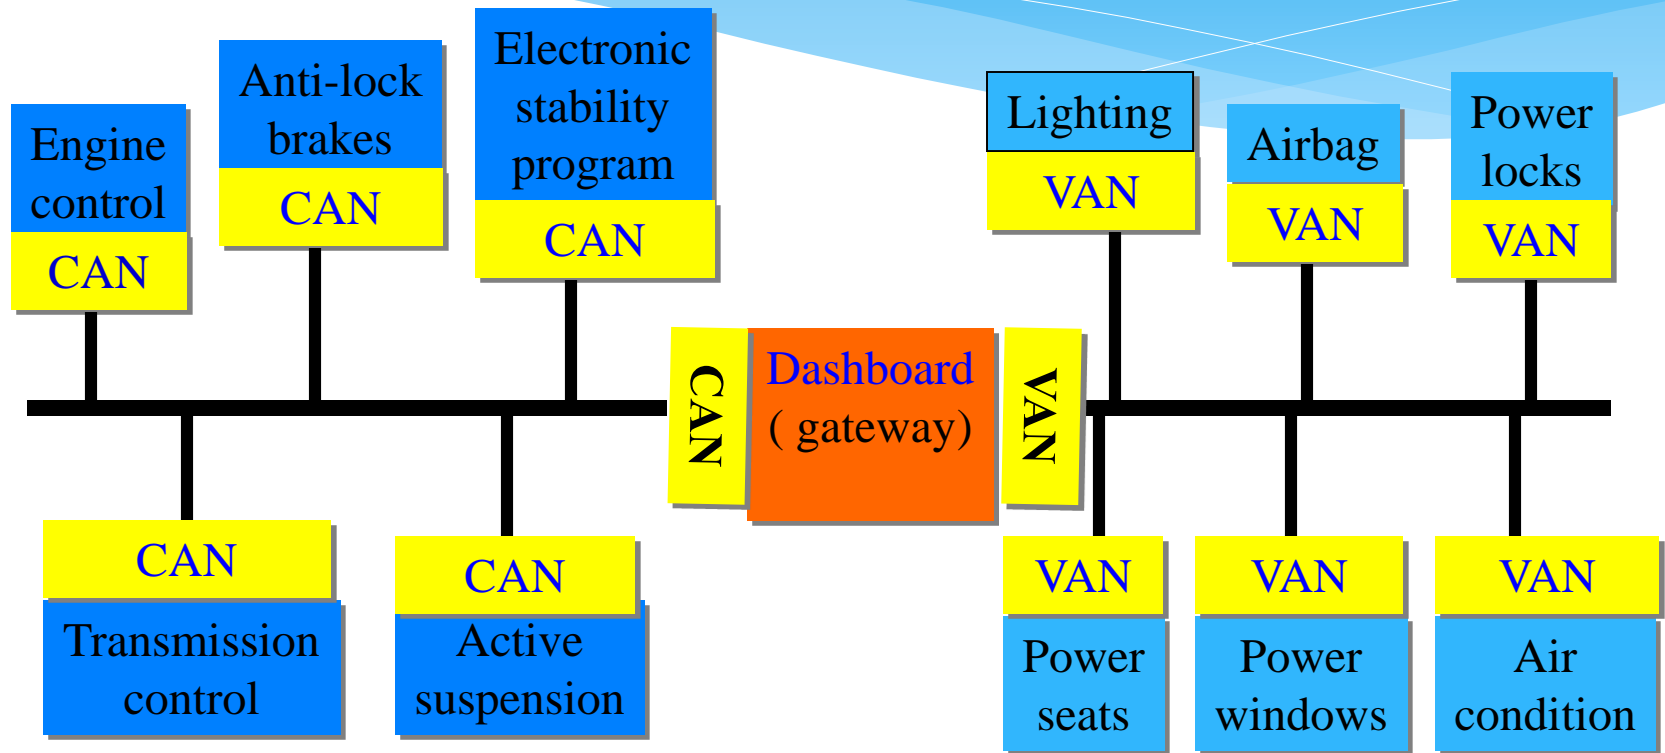 Engine
control
CAN
Anti-lock
brakes
CAN
Electronic
stability
program
CAN
Lighting
VAN
Airbag
VAN
Power
locks
VAN
CAN
Dashboard
( gateway)
VAN
CAN
Transmission
control
CAN
Active
suspension
VAN
Power
seats
VAN
Power
windows
VAN
Air
condition